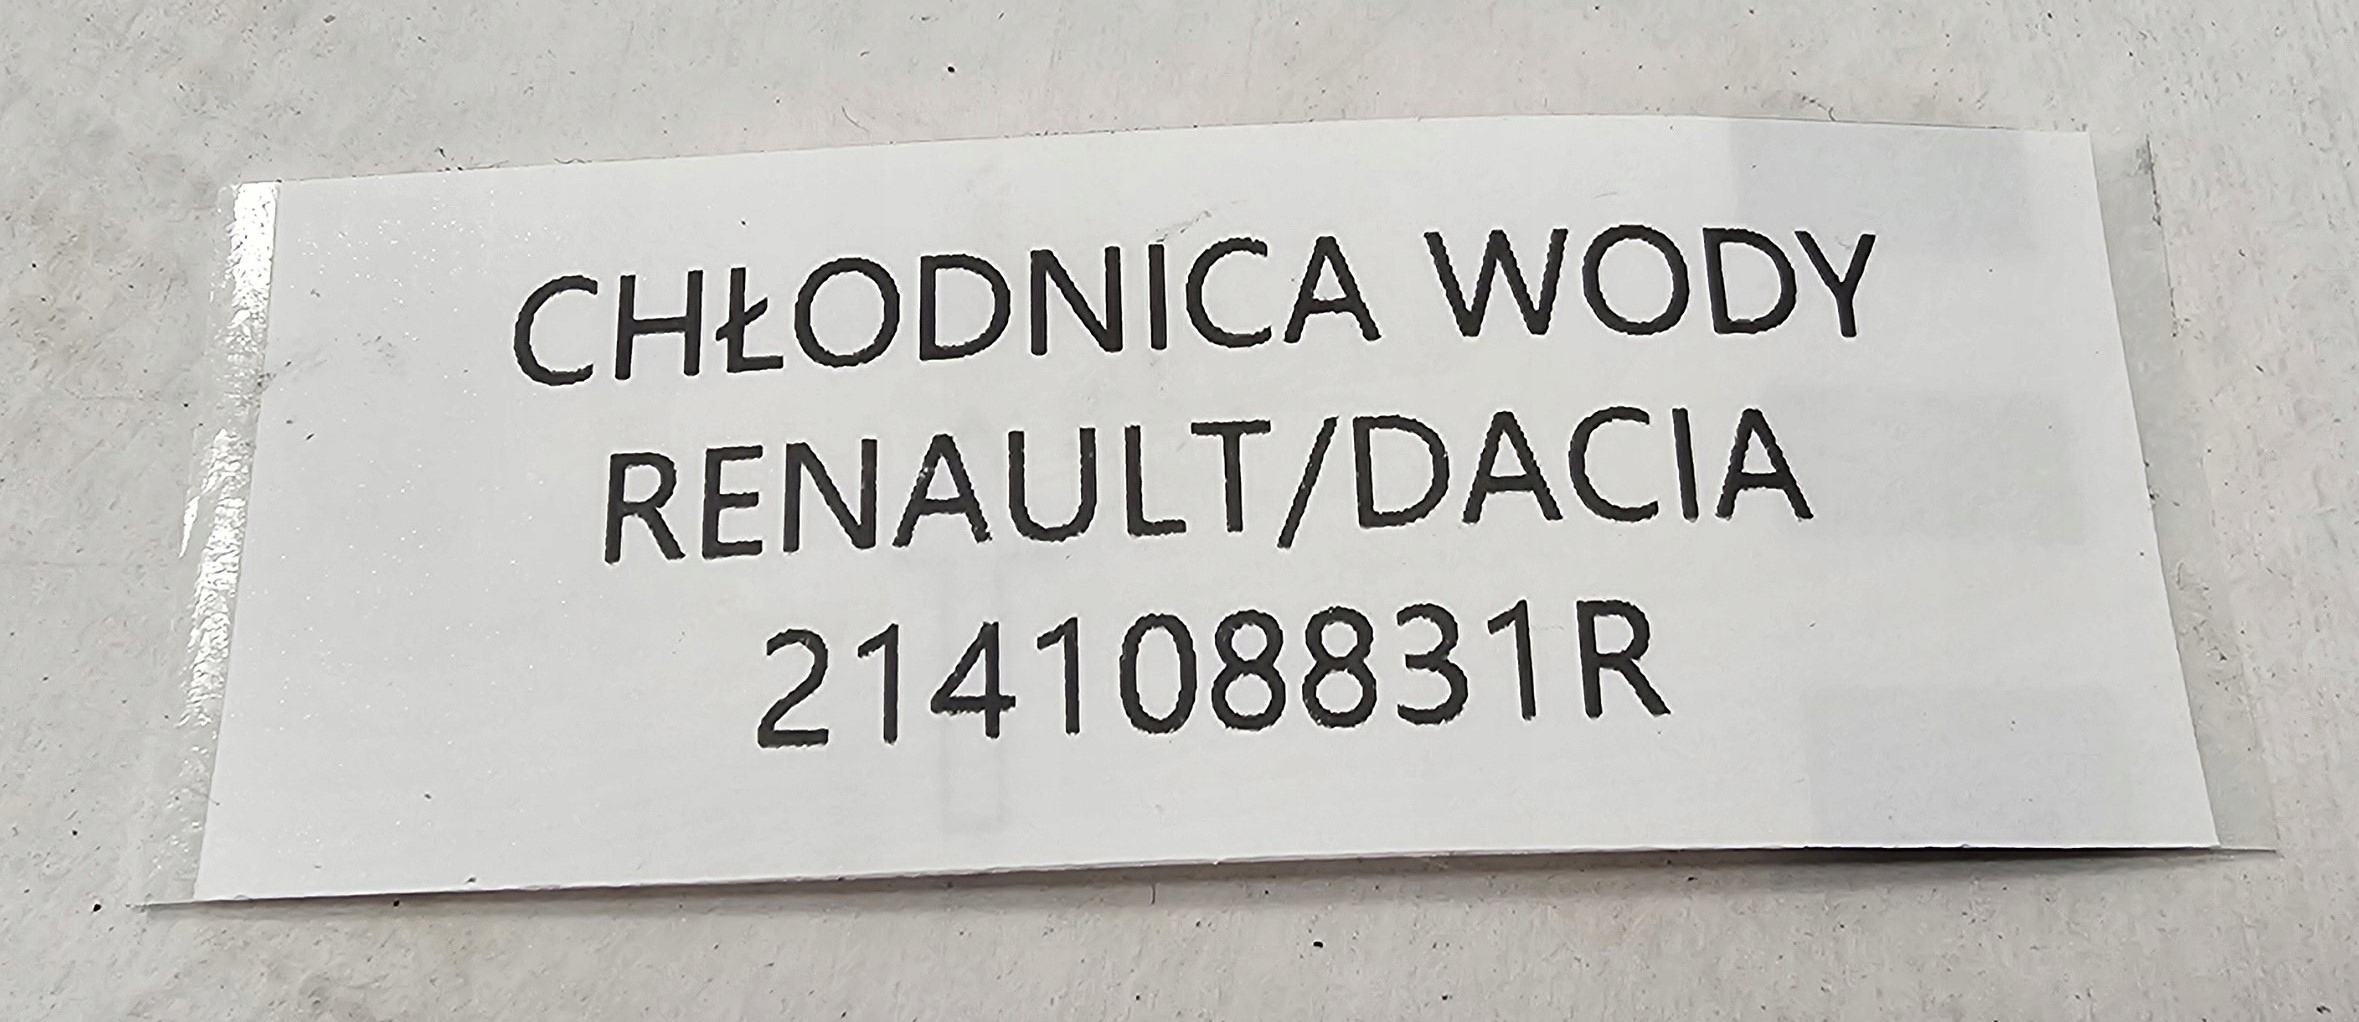 CHŁODNICA WODY
RENAULT/DACIA
214108831R